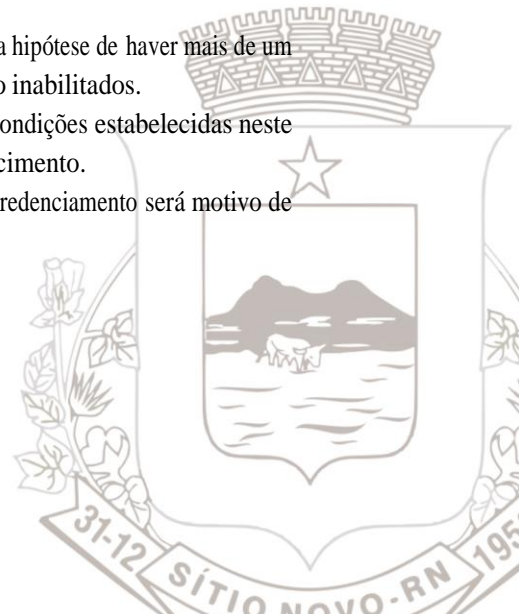 a hipótese de haver mais de um
o inabilitados.
ondições estabelecidas neste
cimento.
redenciamento será motivo de
31-12 SÍTIO NOVO-RN 195